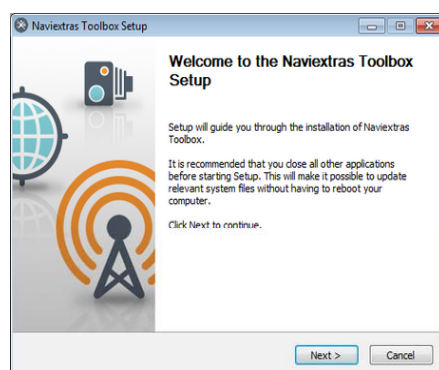 Naviextras Toolbox Setup
Welcome to the Naviextras Toolbox
Setup
Setup will guide you through the installation of Naviextras
Toolbox.
It is recommended that you close all other applications
before starting Setup. This will make it possible to update
relevant system files without having to reboot your
computer.
Click Next to continue.
Next >
Cancel